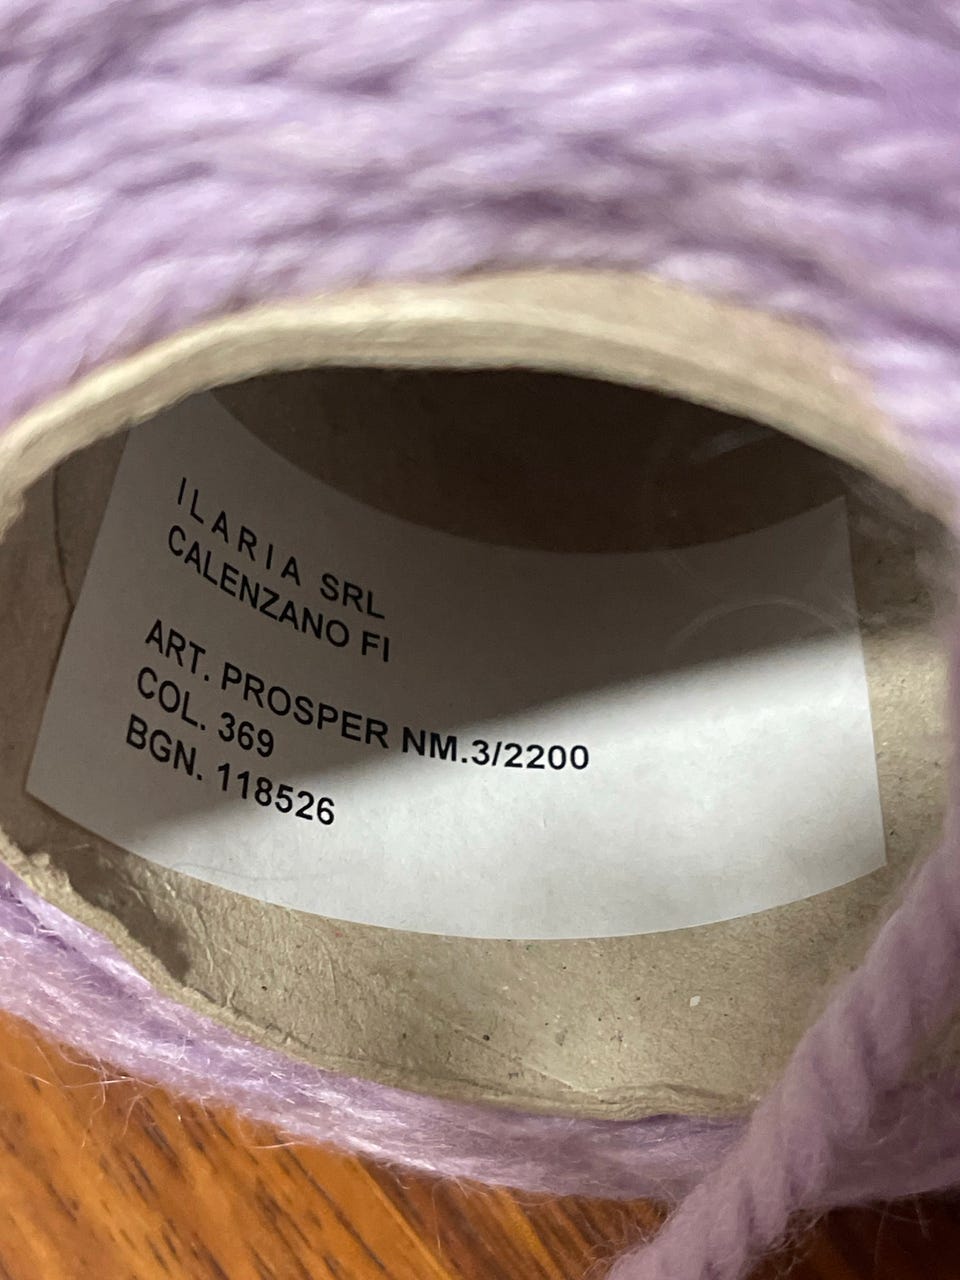 ILARIA SRL
CALENZANO FI
ART. PROSPER NM.3/2200
COL. 369
BGN. 118526